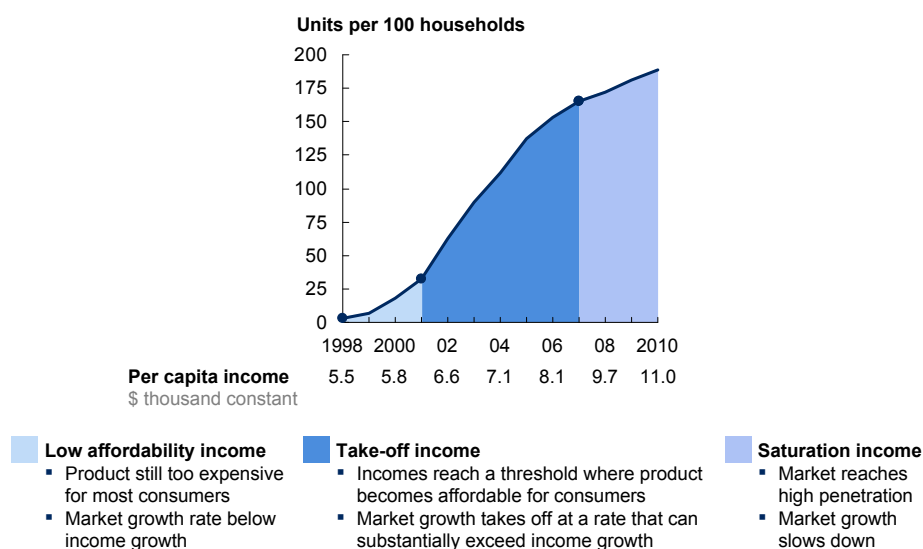 Units per 100 households
200
175
150
125
100
75
50
25
0
1998 2000 02 04 06 08 2010
Per capita income 5.5 5.8 6.6 7.1 8.1 9.7 11.0
$ thousand constant
Low affordability income
▪ Product still too expensive
for most consumers
▪ Market growth rate below
income growth
Take-off income
▪ Incomes reach a threshold where product
becomes affordable for consumers
▪ Market growth takes off at a rate that can
substantially exceed income growth
Saturation income
▪ Market reaches
high penetration
▪ Market growth
slows down